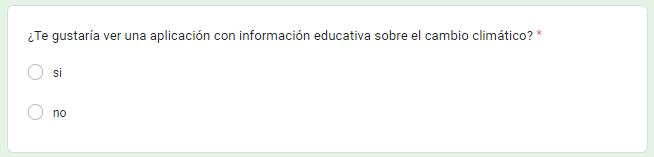 ¿Te gustaría ver una aplicación con información educativa sobre el cambio climático? *
si
no